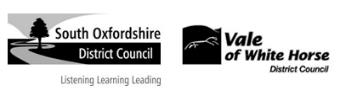 South Oxfordshire
District Council
Listening Learning Leading
Vale
of White Horse
District Council